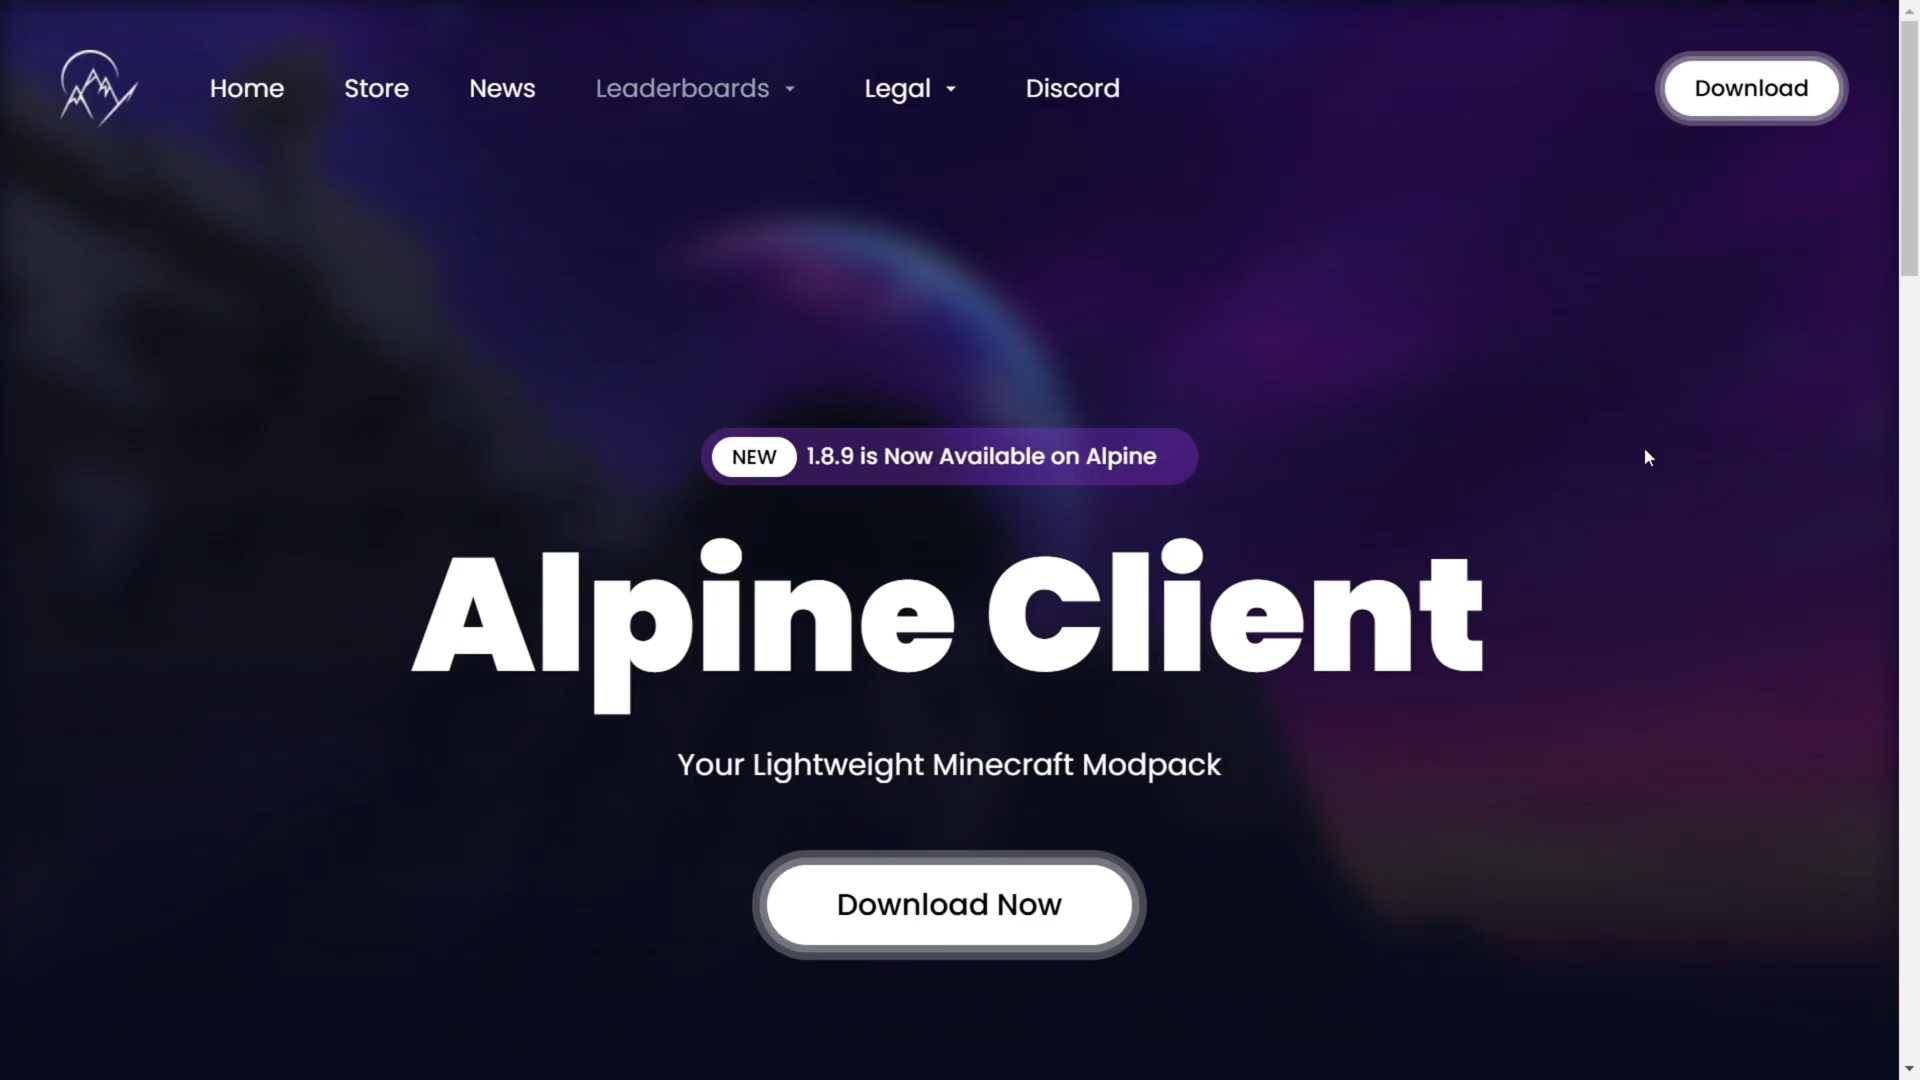 Home Store News Leaderboards Legal Discord Download
NEW 1.8.9 is Now Available on Alpine
Alpine Client
Your Lightweight Minecraft Modpack
Download Now